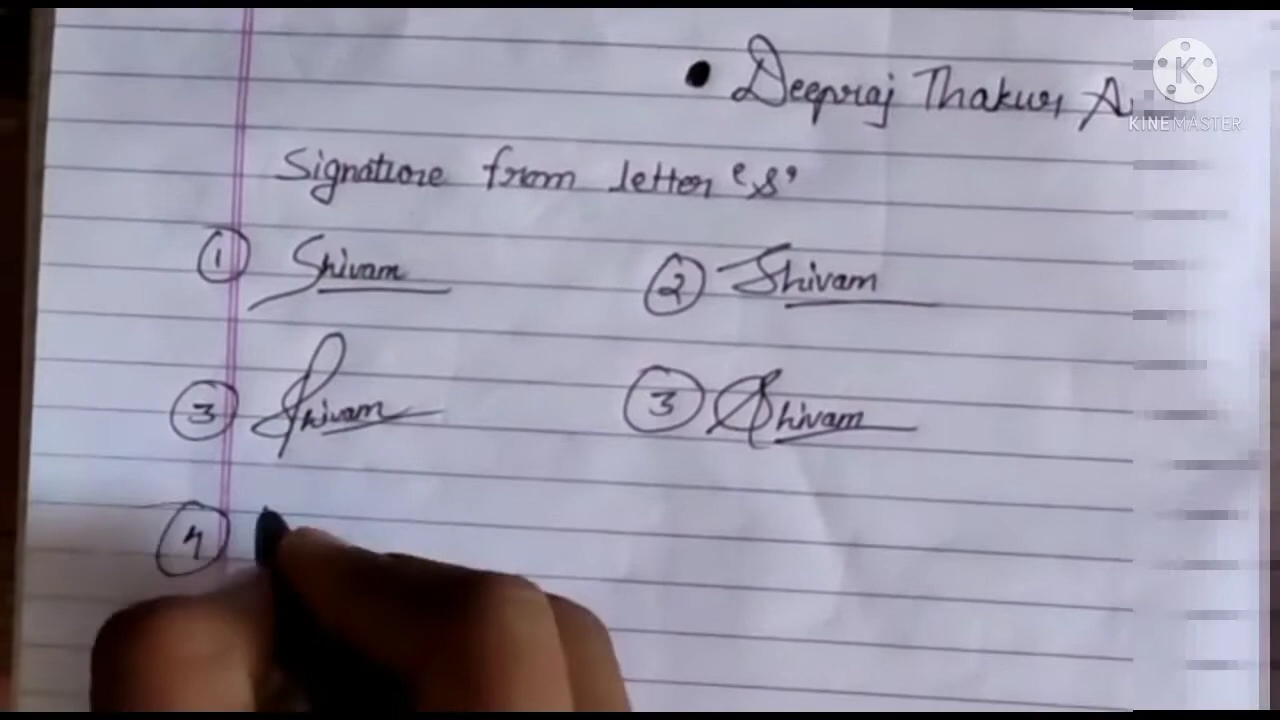 • Deepraj Thakur A
KINEMASTER
Signature from letter 'S'
① Shivam ② Shivam
③ Shivam ③ Shivam
④